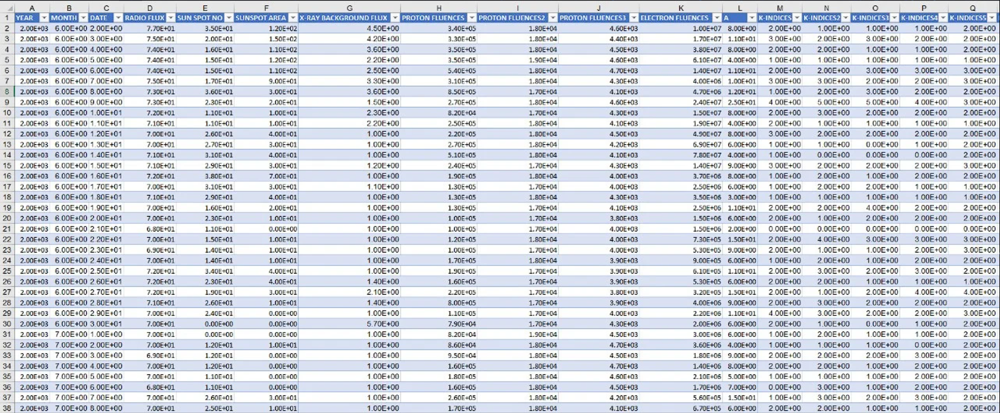 A B C D E F G H I J K L M N O P Q
1 YEAR MONTH DATE RADIO FLUX SUN SPOT NO SUNSPOT AREA X-RAY BACKGROUND FLUX PROTON FLUENCES PROTON FLUENCES2 PROTON FLUENCES3 ELECTRON FLUENCES A K-INDICES K-INDICES2 K-INDICES3 K-INDICES4 K-INDICES5
2 2.00E+03 6.00E+00 2.00E+00 7.70E+01 3.50E+01 1.20E+02 4.50E+00 3.40E+05 1.80E+04 4.60E+03 1.00E+07 8.00E+00 2.00E+00 1.00E+00 1.00E+00 1.00E+00 2.00E+00
3 2.00E+03 6.00E+00 3.00E+00 7.50E+01 2.00E+01 1.50E+02 4.20E+00 3.30E+05 1.80E+04 4.40E+03 1.70E+07 1.10E+01 3.00E+00 2.00E+00 3.00E+00 2.00E+00 2.00E+00
4 2.00E+03 6.00E+00 4.00E+00 7.40E+01 1.60E+01 1.10E+02 3.60E+00 3.50E+05 1.80E+04 4.50E+03 3.80E+07 8.00E+00 2.00E+00 2.00E+00 1.00E+00 1.00E+00 2.00E+00
5 2.00E+03 6.00E+00 5.00E+00 7.40E+01 1.50E+01 1.20E+02 2.20E+00 3.50E+05 1.90E+04 4.60E+03 6.10E+07 4.00E+00 1.00E+00 1.00E+00 1.00E+00 1.00E+00 1.00E+00
6 2.00E+03 6.00E+00 6.00E+00 7.40E+01 1.50E+01 1.10E+02 2.50E+00 5.40E+05 1.80E+04 4.70E+03 1.40E+07 1.10E+01 2.00E+00 2.00E+00 3.00E+00 3.00E+00 3.00E+00
7 2.00E+03 6.00E+00 7.00E+00 7.50E+01 1.70E+01 9.00E+01 3.30E+00 3.10E+05 1.80E+04 4.30E+03 4.00E+06 1.00E+01 3.00E+00 3.00E+00 2.00E+00 2.00E+00 3.00E+00
8 2.00E+03 6.00E+00 8.00E+00 7.30E+01 3.60E+01 3.00E+01 3.60E+00 8.50E+05 1.70E+04 4.10E+03 4.70E+06 1.20E+01 1.00E+00 2.00E+00 3.00E+00 2.00E+00 2.00E+00
9 2.00E+03 6.00E+00 9.00E+00 7.30E+01 2.30E+01 2.00E+01 1.50E+00 2.70E+05 1.80E+04 4.60E+03 2.40E+07 2.50E+01 4.00E+00 5.00E+00 5.00E+00 4.00E+00 3.00E+00
10 2.00E+03 6.00E+00 1.00E+01 7.20E+01 1.10E+01 1.00E+01 2.30E+00 8.20E+04 1.70E+04 4.30E+03 1.50E+07 8.00E+00 2.00E+00 3.00E+00 2.00E+00 2.00E+00 2.00E+00
11 2.00E+03 6.00E+00 1.10E+01 7.10E+01 1.10E+01 1.00E+01 2.20E+00 2.50E+05 1.80E+04 4.10E+03 1.90E+07 4.00E+00 2.00E+00 1.00E+00 1.00E+00 1.00E+00 1.00E+00
12 2.00E+03 6.00E+00 1.20E+01 7.00E+01 2.60E+01 4.00E+01 1.00E+00 2.20E+05 1.80E+04 4.50E+03 4.90E+07 8.00E+00 3.00E+00 2.00E+00 2.00E+00 2.00E+00 2.00E+00
13 2.00E+03 6.00E+00 1.30E+01 7.00E+01 2.70E+01 3.00E+01 1.00E+00 2.70E+05 1.80E+04 4.20E+03 6.90E+07 6.00E+00 1.00E+00 1.00E+00 0.00E+00 1.00E+00 2.00E+00
14 2.00E+03 6.00E+00 1.40E+01 7.10E+01 3.10E+01 4.00E+01 1.00E+00 5.10E+05 1.80E+04 4.10E+03 7.80E+07 4.00E+00 1.00E+00 0.00E+00 0.00E+00 0.00E+00 2.00E+00
15 2.00E+03 6.00E+00 1.50E+01 7.10E+01 2.90E+01 3.00E+01 1.20E+00 2.40E+05 1.70E+04 4.30E+03 1.40E+07 9.00E+00 3.00E+00 2.00E+00 2.00E+00 2.00E+00 3.00E+00
16 2.00E+03 6.00E+00 1.60E+01 7.20E+01 3.80E+01 7.00E+01 1.00E+00 1.90E+05 1.80E+04 4.00E+03 3.70E+06 8.00E+00 1.00E+00 2.00E+00 1.00E+00 2.00E+00 2.00E+00
17 2.00E+03 6.00E+00 1.70E+01 7.00E+01 3.10E+01 3.00E+01 1.10E+00 1.30E+05 1.70E+04 4.00E+03 2.50E+06 6.00E+00 1.00E+00 2.00E+00 2.00E+00 1.00E+00 1.00E+00
18 2.00E+03 6.00E+00 1.80E+01 7.10E+01 2.90E+01 4.00E+01 1.00E+00 1.30E+05 1.80E+04 4.30E+03 3.50E+06 3.00E+00 1.00E+00 1.00E+00 1.00E+00 1.00E+00 1.00E+00
19 2.00E+03 6.00E+00 1.90E+01 7.00E+01 1.60E+01 2.00E+01 1.00E+00 1.30E+05 1.70E+04 4.10E+03 2.50E+06 1.10E+01 2.00E+00 2.00E+00 4.00E+00 2.00E+00 2.00E+00
20 2.00E+03 6.00E+00 2.00E+01 7.00E+01 2.30E+01 1.00E+01 1.00E+00 1.00E+05 1.70E+04 3.80E+03 1.50E+06 6.00E+00 2.00E+00 1.00E+00 2.00E+00 2.00E+00 2.00E+00
21 2.00E+03 6.00E+00 2.10E+01 6.80E+01 1.10E+01 0.00E+00 1.00E+00 1.00E+05 1.70E+04 4.00E+03 1.50E+06 2.00E+00 0.00E+00 0.00E+00 0.00E+00 0.00E+00 0.00E+00
22 2.00E+03 6.00E+00 2.20E+01 7.00E+01 1.50E+01 1.00E+01 1.00E+00 1.20E+05 1.80E+04 4.00E+03 7.30E+05 1.50E+01 2.00E+00 4.00E+00 3.00E+00 3.00E+00 3.00E+00
23 2.00E+03 6.00E+00 2.30E+01 6.90E+01 1.40E+01 1.00E+01 1.00E+00 1.00E+05 1.70E+04 4.00E+03 5.30E+05 9.00E+00 2.00E+00 1.00E+00 1.00E+00 2.00E+00 3.00E+00
24 2.00E+03 6.00E+00 2.40E+01 7.00E+01 1.40E+01 1.00E+01 1.00E+00 1.70E+05 1.80E+04 3.90E+03 9.00E+05 6.00E+00 1.00E+00 2.00E+00 1.00E+00 2.00E+00 2.00E+00
25 2.00E+03 6.00E+00 2.50E+01 7.20E+01 3.40E+01 4.00E+01 1.00E+00 1.90E+05 1.70E+04 3.90E+03 6.10E+05 1.10E+01 2.00E+00 3.00E+00 2.00E+00 3.00E+00 2.00E+00
26 2.00E+03 6.00E+00 2.60E+01 7.20E+01 2.30E+01 4.00E+01 1.40E+00 1.60E+05 1.70E+04 3.90E+03 5.30E+05 6.00E+00 2.00E+00 2.00E+00 1.00E+00 1.00E+00 1.00E+00
27 2.00E+03 6.00E+00 2.70E+01 7.20E+01 1.90E+01 3.00E+01 2.10E+00 2.20E+05 1.70E+04 3.80E+03 3.20E+05 1.50E+01 2.00E+00 1.00E+00 2.00E+00 4.00E+00 4.00E+00
28 2.00E+03 6.00E+00 2.80E+01 7.10E+01 2.60E+01 1.00E+01 1.40E+00 8.00E+05 1.70E+04 3.90E+03 4.00E+06 9.00E+00 2.00E+00 3.00E+00 2.00E+00 2.00E+00 2.00E+00
29 2.00E+03 6.00E+00 2.90E+01 7.00E+01 2.40E+01 0.00E+00 1.00E+00 1.10E+05 1.70E+04 4.00E+03 2.20E+06 1.10E+01 4.00E+00 3.00E+00 2.00E+00 2.00E+00 3.00E+00
30 2.00E+03 6.00E+00 3.00E+01 7.00E+01 0.00E+00 0.00E+00 5.70E+00 7.90E+04 1.70E+04 4.30E+03 2.00E+06 6.00E+00 2.00E+00 1.00E+00 0.00E+00 1.00E+00 2.00E+00
31 2.00E+03 7.00E+00 1.00E+00 7.00E+01 0.00E+00 0.00E+00 1.00E+00 8.20E+04 1.90E+04 4.50E+03 3.00E+06 6.00E+00 1.00E+00 2.00E+00 1.00E+00 1.00E+00 2.00E+00
32 2.00E+03 7.00E+00 2.00E+00 7.00E+01 1.20E+01 1.00E+01 1.00E+00 8.60E+04 1.80E+04 4.70E+03 3.60E+06 4.00E+00 1.00E+00 1.00E+00 1.00E+00 0.00E+00 2.00E+00
33 2.00E+03 7.00E+00 3.00E+00 6.90E+01 1.20E+01 0.00E+00 1.00E+00 9.50E+04 1.80E+04 4.50E+03 1.80E+06 9.00E+00 2.00E+00 2.00E+00 2.00E+00 3.00E+00 2.00E+00
34 2.00E+03 7.00E+00 4.00E+00 7.00E+01 1.20E+01 0.00E+00 1.00E+00 1.60E+05 1.80E+04 4.70E+03 1.40E+06 8.00E+00 2.00E+00 2.00E+00 1.00E+00 2.00E+00 2.00E+00
35 2.00E+03 7.00E+00 5.00E+00 7.00E+01 1.10E+01 0.00E+00 1.00E+00 1.80E+05 1.80E+04 4.60E+03 2.10E+06 5.00E+00 1.00E+00 1.00E+00 1.00E+00 2.00E+00 2.00E+00
36 2.00E+03 7.00E+00 6.00E+00 6.80E+01 1.10E+01 0.00E+00 1.00E+00 1.60E+05 1.80E+04 4.50E+03 1.70E+06 7.00E+00 0.00E+00 3.00E+00 1.00E+00 2.00E+00 2.00E+00
37 2.00E+03 7.00E+00 7.00E+00 7.00E+01 2.60E+01 3.00E+01 1.00E+00 2.60E+05 1.80E+04 4.20E+03 5.60E+05 1.50E+01 1.00E+00 3.00E+00 2.00E+00 3.00E+00 2.00E+00
38 2.00E+03 7.00E+00 8.00E+00 7.00E+01 2.50E+01 1.00E+01 1.00E+00 1.70E+05 1.80E+04 4.10E+03 6.70E+05 6.00E+00 2.00E+00 2.00E+00 1.00E+00 1.00E+00 2.00E+00